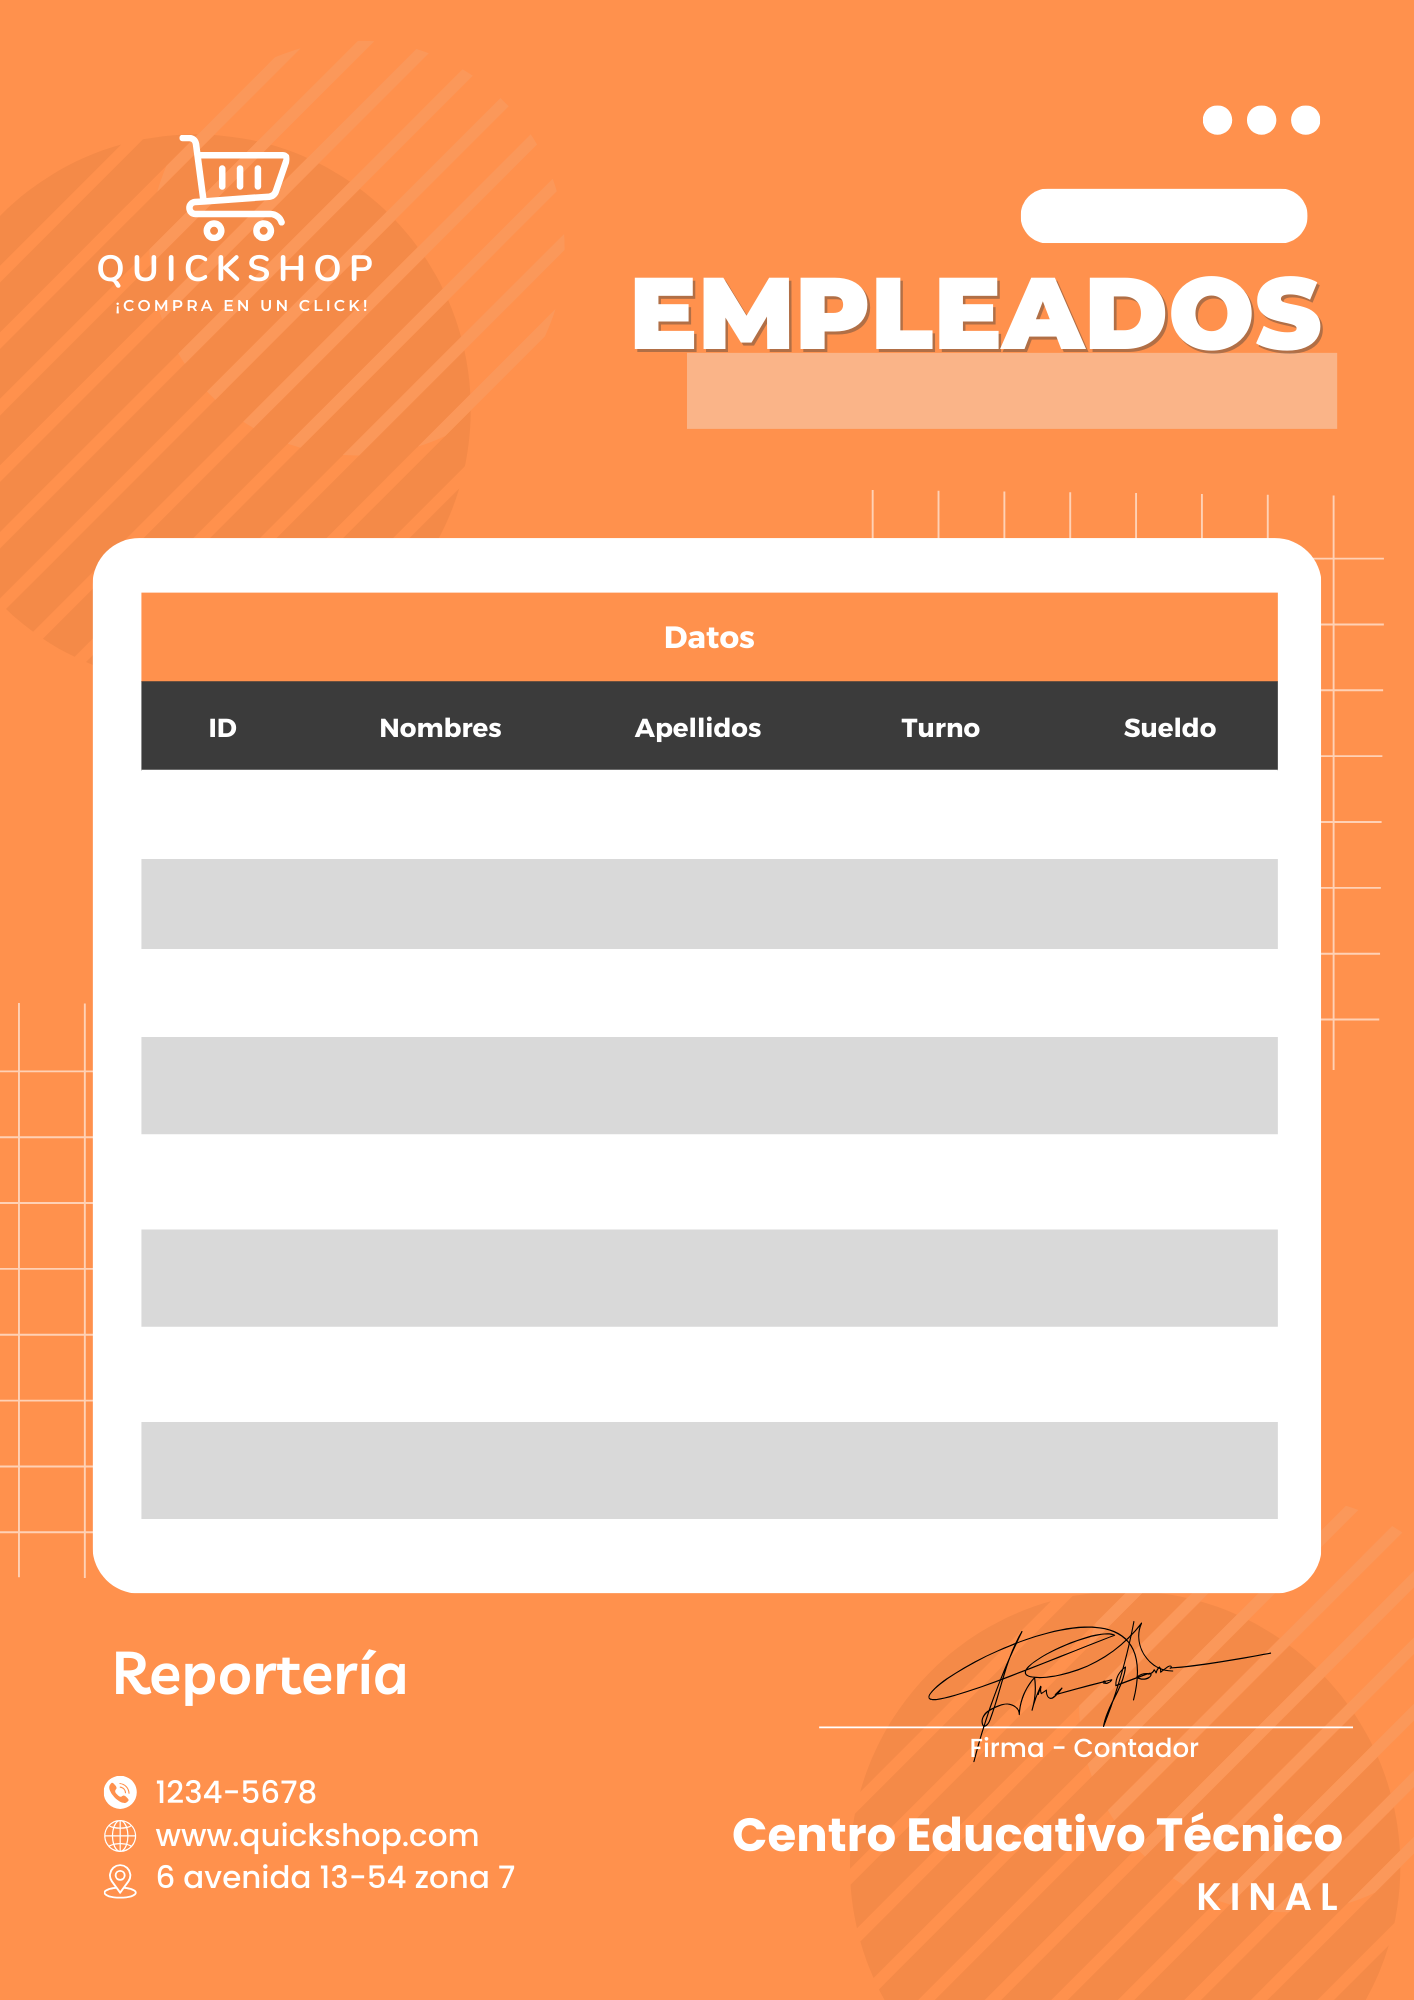 QUICKSHOP
¡COMPRA EN UN CLICK!
EMPLEADOS
Datos
ID Nombres Apellidos Turno Sueldo
Reportería
Firma - Contador
1234-5678
www.quickshop.com
6 avenida 13-54 zona 7
Centro Educativo Técnico
KINAL